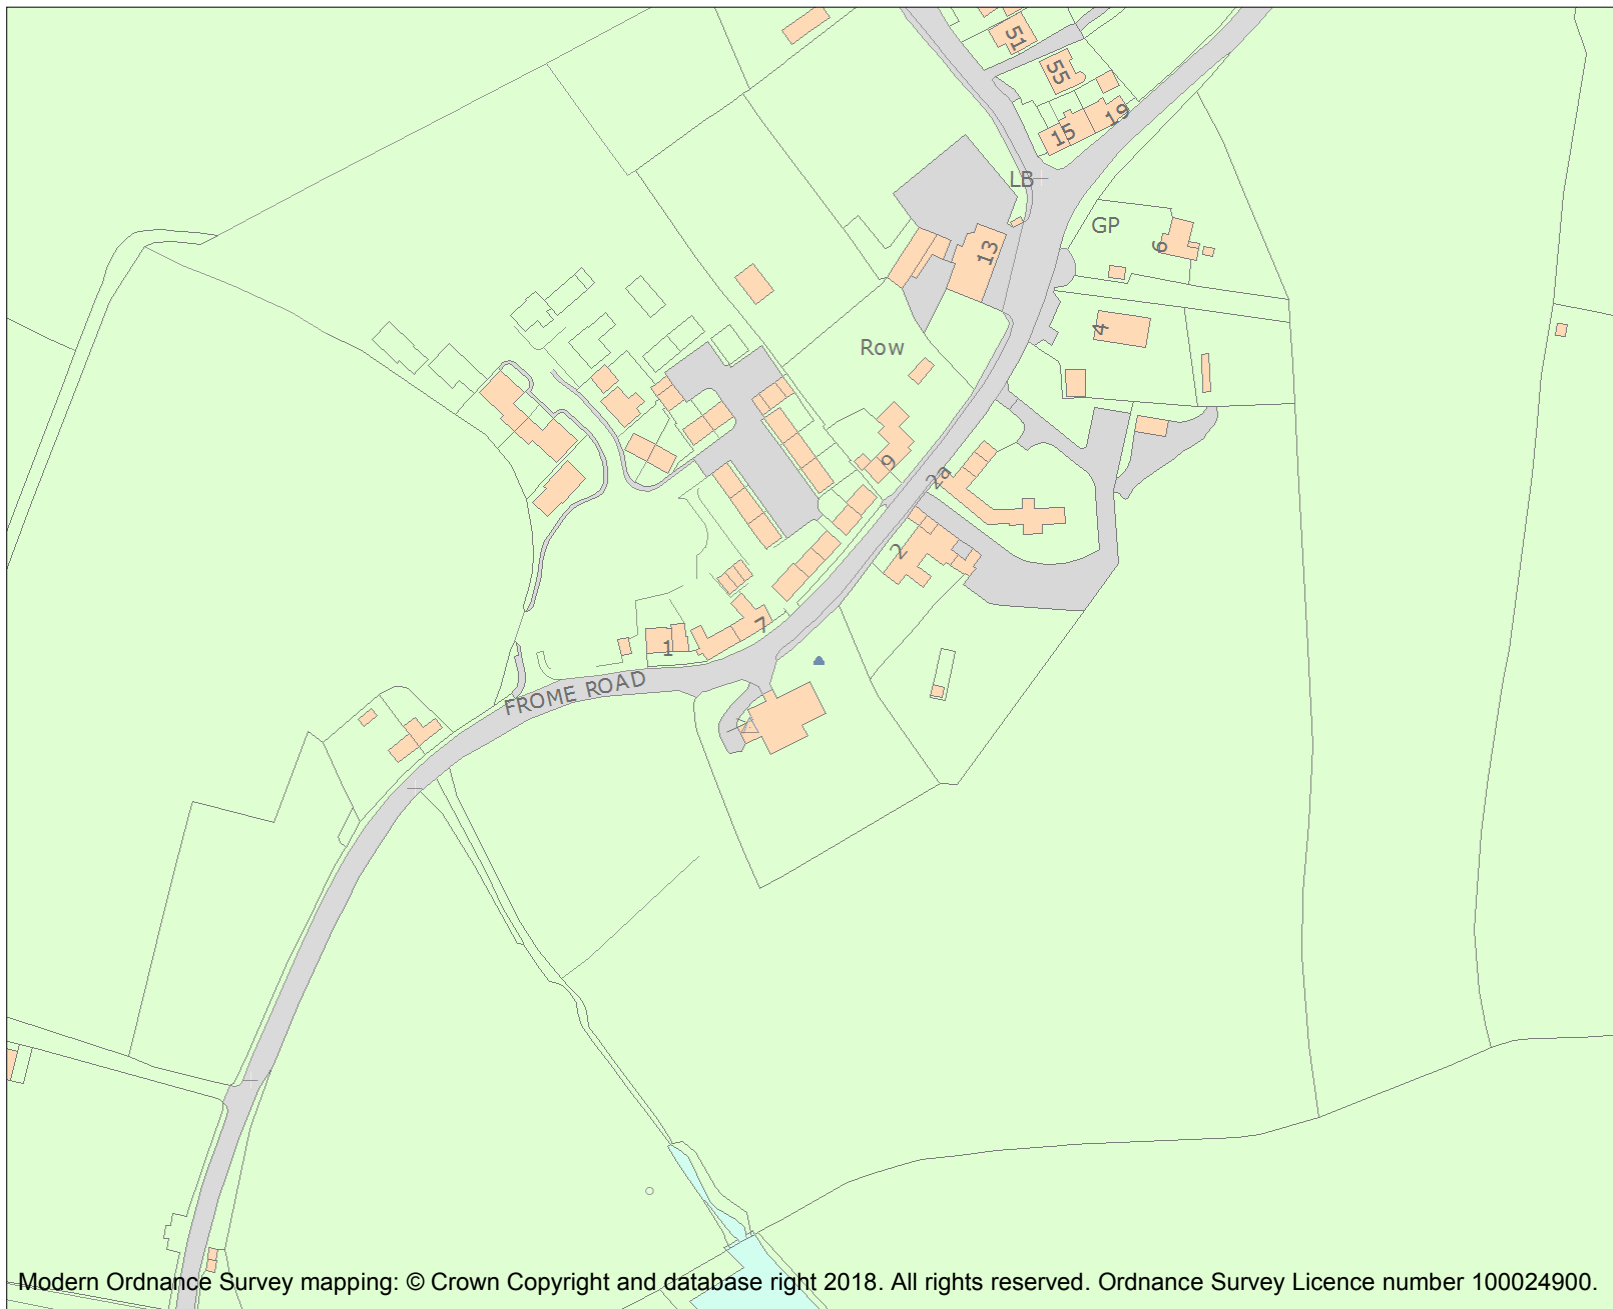 51
55
19
15
LB
GP
6
13
4
Row
9
2a
2
7
1
FROME ROAD
Modern Ordnance Survey mapping: © Crown Copyright and database right 2018. All rights reserved. Ordnance Survey Licence number 100024900.